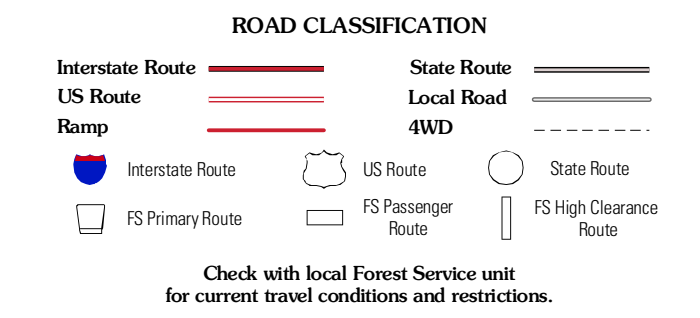 ROAD CLASSIFICATION
Interstate Route
State Route
US Route
Local Road
Ramp
4WD
Interstate Route
US Route
State Route
FS Primary Route
FS Passenger
Route
FS High Clearance
Route
Check with local Forest Service unit
for current travel conditions and restrictions.